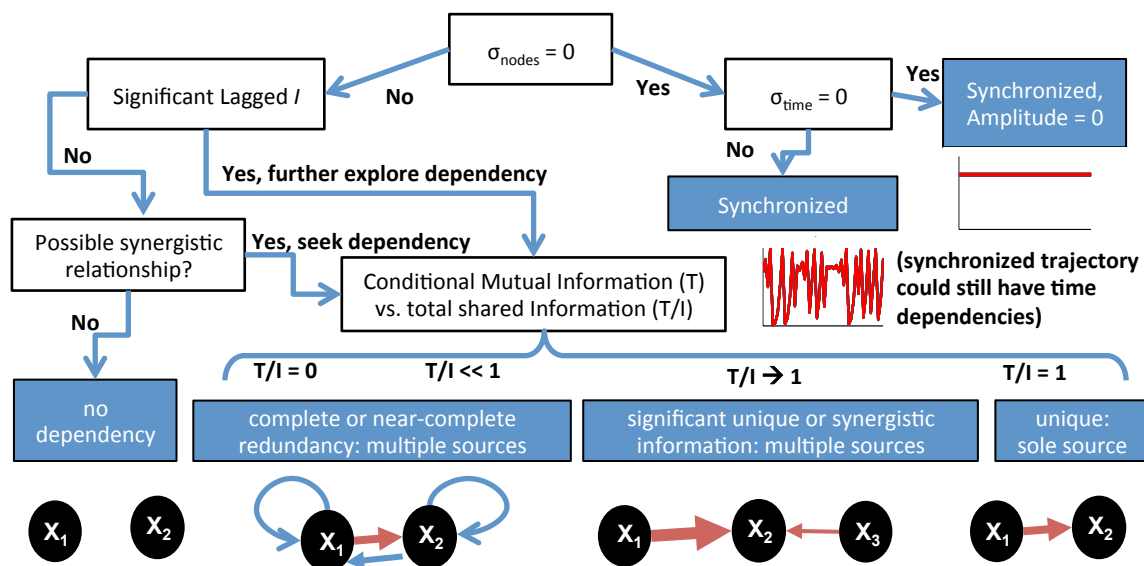 σnodes = 0
No
Yes
Significant Lagged I
σtime = 0
Yes
Synchronized,
Amplitude = 0
No
Yes, further explore dependency
No
Synchronized
Possible synergistic
relationship?
Yes, seek dependency
Conditional Mutual Information (T)
vs. total shared Information (T/I)
(synchronized trajectory
could still have time
dependencies)
No
T/I = 0
T/I << 1
T/I → 1
T/I = 1
no
dependency
complete or near-complete
redundancy: multiple sources
significant unique or synergistic
information: multiple sources
unique:
sole source
X1
X2
X1
X2
X1
X2
X3
X1
X2